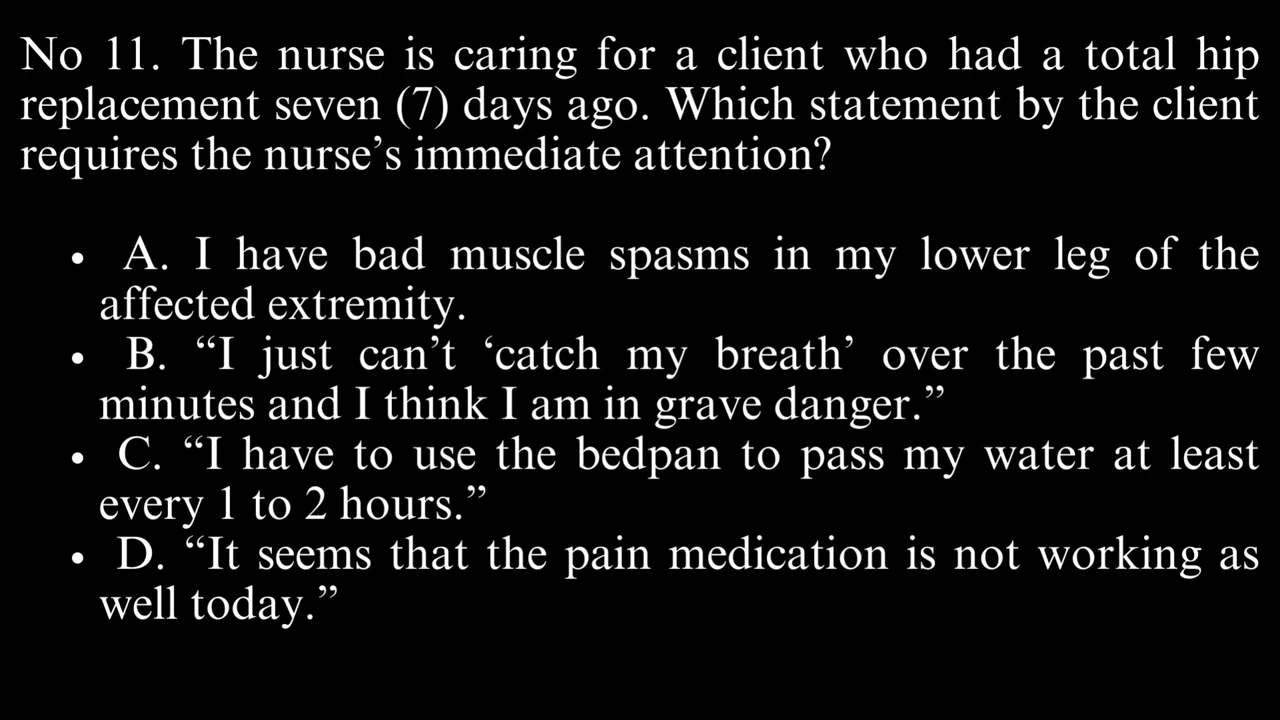 No 11. The nurse is caring for a client who had a total hip
replacement seven (7) days ago. Which statement by the client
requires the nurse’s immediate attention?
• A. I have bad muscle spasms in my lower leg of the
affected extremity.
• B. “I just can’t ‘catch my breath’ over the past few
minutes and I think I am in grave danger.”
• C. “I have to use the bedpan to pass my water at least
every 1 to 2 hours.”
• D. “It seems that the pain medication is not working as
well today.”